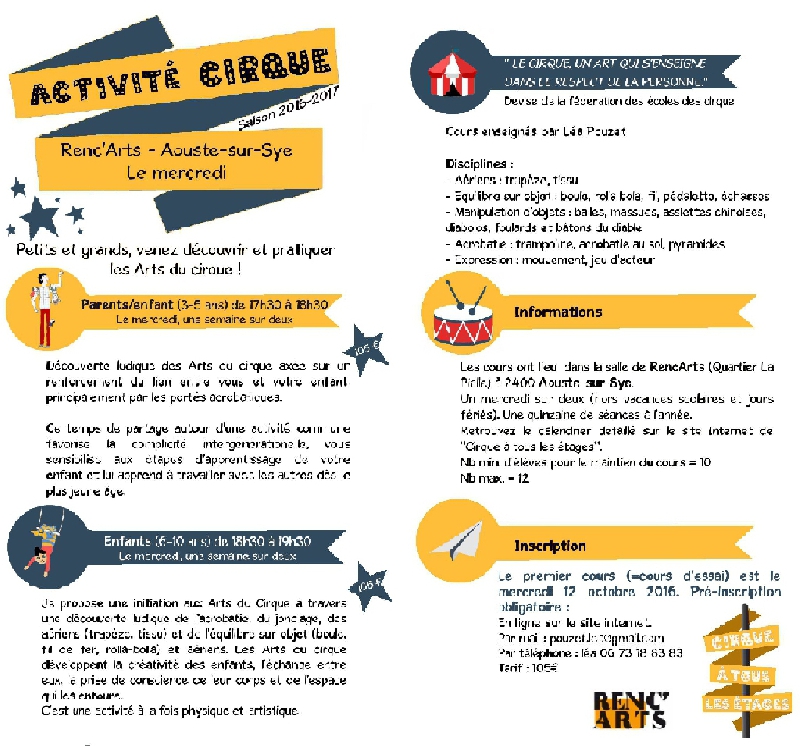 ACTIVITÉ CIRQUE
Saison 2016-2017
Renc'Arts - Aouste-sur-Sye
Le mercredi
Petits et grands, venez découvrir et pratiquer
les Arts du cirque !
Parents/enfant (3-5 ans) de 17h30 à 18h30
Le mercredi, une semaine sur deux
105 €
Découverte ludique des Arts du cirque axée sur un
renforcement du lien entre vous et votre enfant
principalement par les portés acrobatiques.
Ce temps de partage autour d'une activité commune
favorise la complicité intergénérationelle, vous
sensibilise aux étapes d'apprentissage de votre
enfant et lui apprend à travailler avec les autres dès le
plus jeune âge.
Enfants (6-10 ans) de 18h30 à 19h30
Le mercredi, une semaine sur deux
105 €
Je propose une initiation aux Arts du Cirque à travers
une découverte ludique de l'acrobatie, du jonglage, des
aériens (trapèze, tissu) et de l'équilibre sur objet (boule,
fil de fer, rolla-bolla) et aériens. Les Arts du cirque
développent la créativité des enfants, l'échange entre
eux, la prise de conscience de leur corps et de l'espace
qui les entoure.
C'est une activité à la fois physique et artistique.
" LE CIRQUE, UN ART QUI S'ENSEIGNE
DANS LE RESPECT DE LA PERSONNE."
Devise de la fédération des écoles des cirque
Cours enseignés par Léa Pouzet
Disciplines :
- Aériens : trapèze, tissu
- Equilibre sur objet : boule, rola bola, fil, pédalette, échasses
- Manipulation d'objets : balles, massues, assiettes chinoises,
diabolos, foulards et bâtons du diable
- Acrobatie : trampoline, acrobatie au sol, pyramides
- Expression : mouvement, jeu d'acteur
Informations
Les cours ont lieu dans la salle de RencArts (Quartier La
2400 Aouste sur Sye.
Un mercredi sur deux (hors vacances scolaires et jours
fériés). Une quinzaine de séances à l'année.
Retrouvez le calendrier détaillé sur le site internet de
"Cirque à tous les étages".
Nb min. d'élèves pour le maintien du cours = 10
Nb max. = 12
Inscription
Le premier cours (=cours d'essai) est le
mercredi 12 octobre 2016. Pré-inscription
obligatoire :
En ligne sur le site internet
Par mail :
Par téléphone : léa 06 73 18 63 83
Tarif : 105€
RENC'
ARTS
CIRQUE
À TOUS
LES ÉTAGES